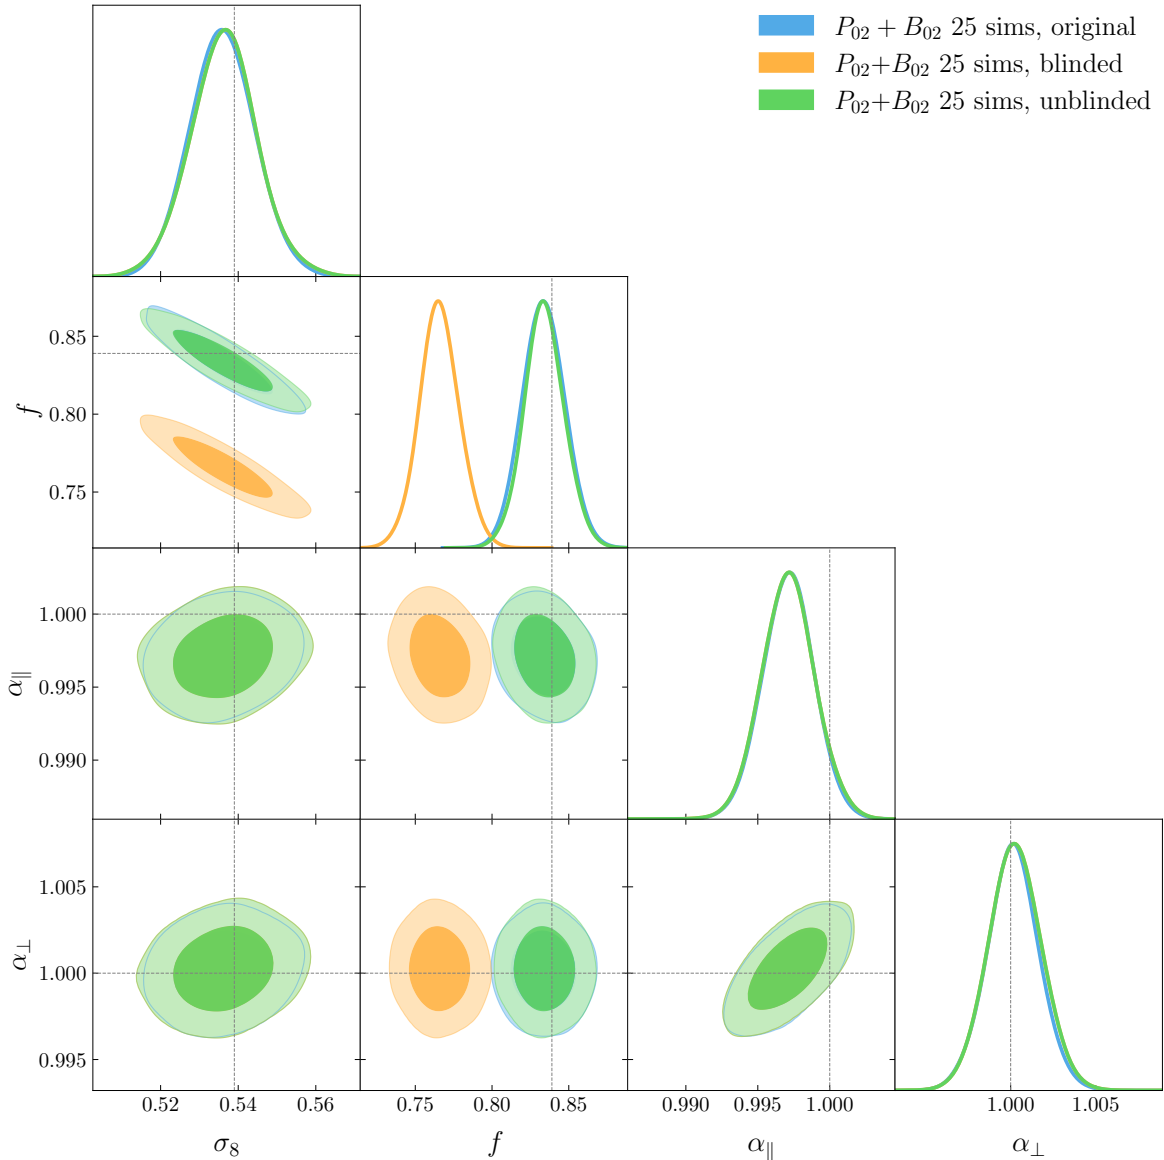 P₀₂ + B₀₂ 25 sims, original
P₀₂+B₀₂ 25 sims, blinded
P₀₂+B₀₂ 25 sims, unblinded
0.85
0.80
0.75
f
1.000
0.995
0.990
α∥
1.005
1.000
0.995
α⊥
0.52 0.54 0.56 0.75 0.80 0.85 0.990 0.995 1.000 1.000 1.005
σ₈ f α∥ α⊥